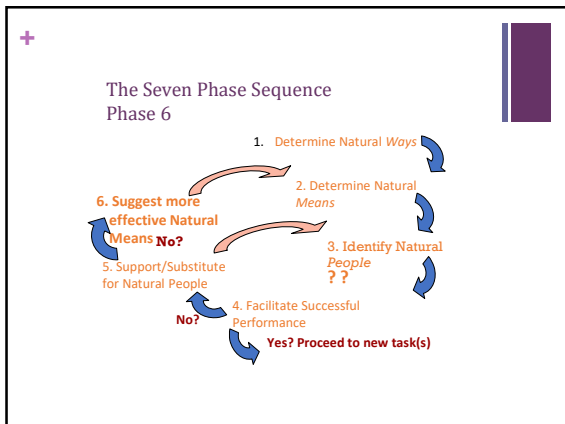 +
The Seven Phase Sequence
Phase 6
1. Determine Natural Ways
2. Determine Natural
Means
3. Identify Natural
People
? ?
4. Facilitate Successful
Performance
Yes? Proceed to new task(s)
No?
5. Support/Substitute
for Natural People
6. Suggest more
effective Natural
Means No?